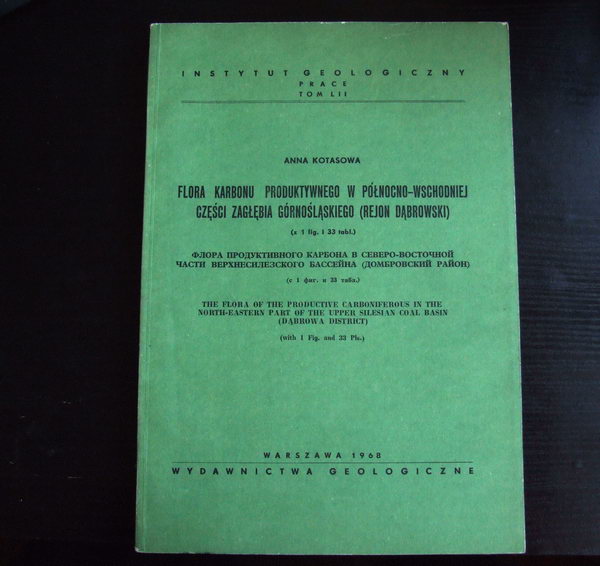 INSTYTUT GEOLOGICZNY
PRACE
TOM LII
ANNA KOTASOWA
FLORA KARBONU PRODUKTYWNEGO W PÓŁNOCNO-WSCHODNIEJ
CZĘŚCI ZAGŁĘBIA GÓRNOŚLĄSKIEGO (REJON DĄBROWSKI)
(z 1 fig. i 33 tabl.)
ФЛОРА ПРОДУКТИВНОГО КАРБОНА В СЕВЕРО-ВОСТОЧНОЙ
ЧАСТИ ВЕРХНЕСИЛЕЗСКОГО БАССЕЙНА (ДОМБРОВСКИЙ РАЙОН)
(с 1 фиг. и 33 табл.)
THE FLORA OF THE PRODUCTIVE CARBONIFEROUS IN THE
NORTH-EASTERN PART OF THE UPPER SILESIAN COAL BASIN
(DĄBROWA DISTRICT)
(with 1 Fig. and 33 Pls.)
WARSZAWA 1968
WYDAWNICTWA GEOLOGICZNE